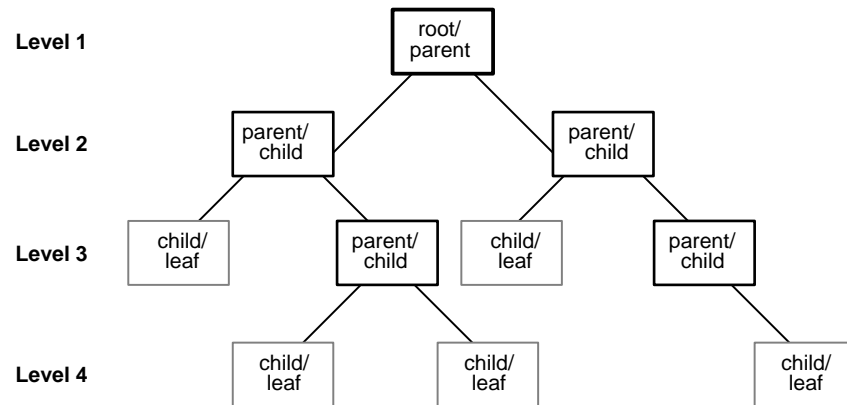 Level 1
root/
parent
Level 2
parent/
child
parent/
child
Level 3
child/
leaf
parent/
child
child/
leaf
parent/
child
Level 4
child/
leaf
child/
leaf
child/
leaf